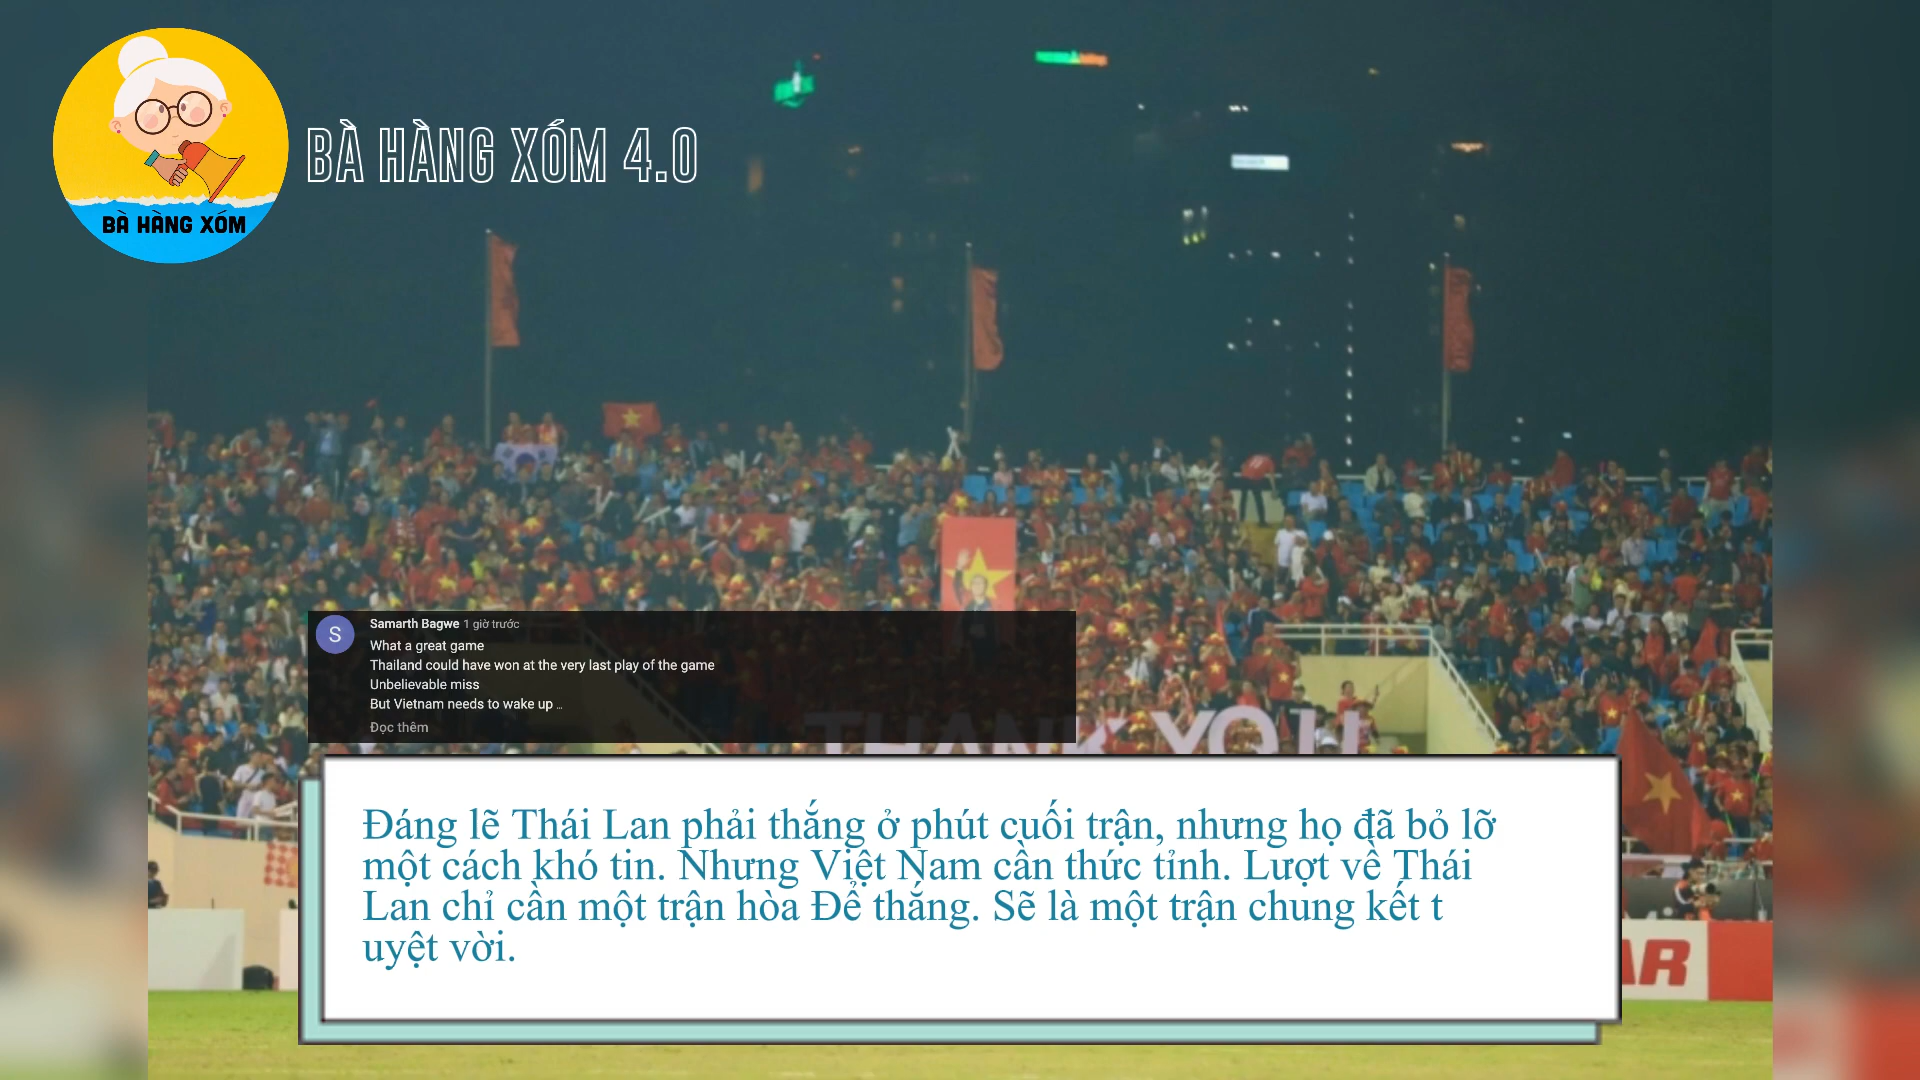 BÀ HÀNG XÓM 4.0
BÀ HÀNG XÓM
Samarth Bagwe 1 giờ trước
S
What a great game
Thailand could have won at the very last play of the game
Unbelievable miss
But Vietnam needs to wake up ...
Đọc thêm
THANK YOU
Đáng lẽ Thái Lan phải thắng ở phút cuối trận, nhưng họ đã bỏ lỡ
một cách khó tin. Nhưng Việt Nam cần thức tỉnh. Lượt về Thái
Lan chỉ cần một trận hòa Để thắng. Sẽ là một trận chung kết t
uyệt vời.